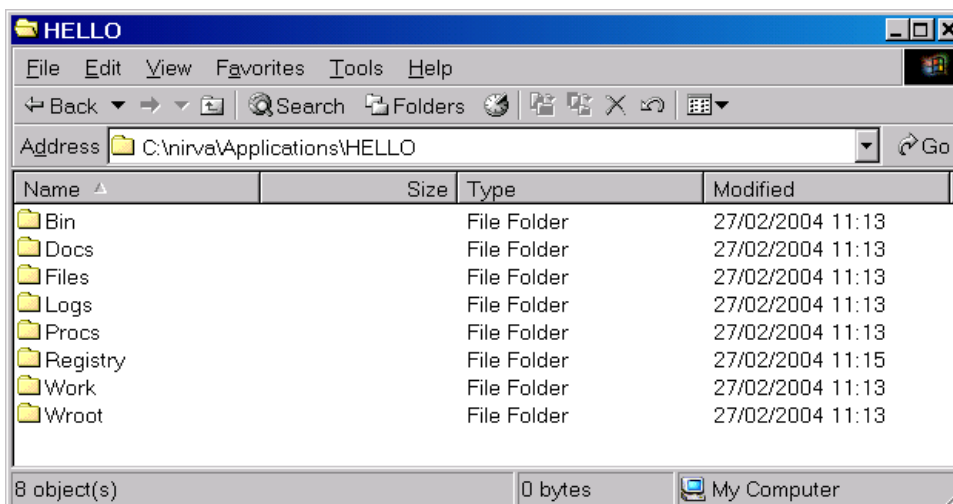 HELLO
File Edit View Favorites Tools Help
Back Search Folders
Address C:\nirva\Applications\HELLO Go
Name Size Type Modified
Bin File Folder 27/02/2004 11:13
Docs File Folder 27/02/2004 11:13
Files File Folder 27/02/2004 11:13
Logs File Folder 27/02/2004 11:13
Procs File Folder 27/02/2004 11:13
Registry File Folder 27/02/2004 11:15
Work File Folder 27/02/2004 11:13
Wroot File Folder 27/02/2004 11:13
8 object(s) 0 bytes My Computer